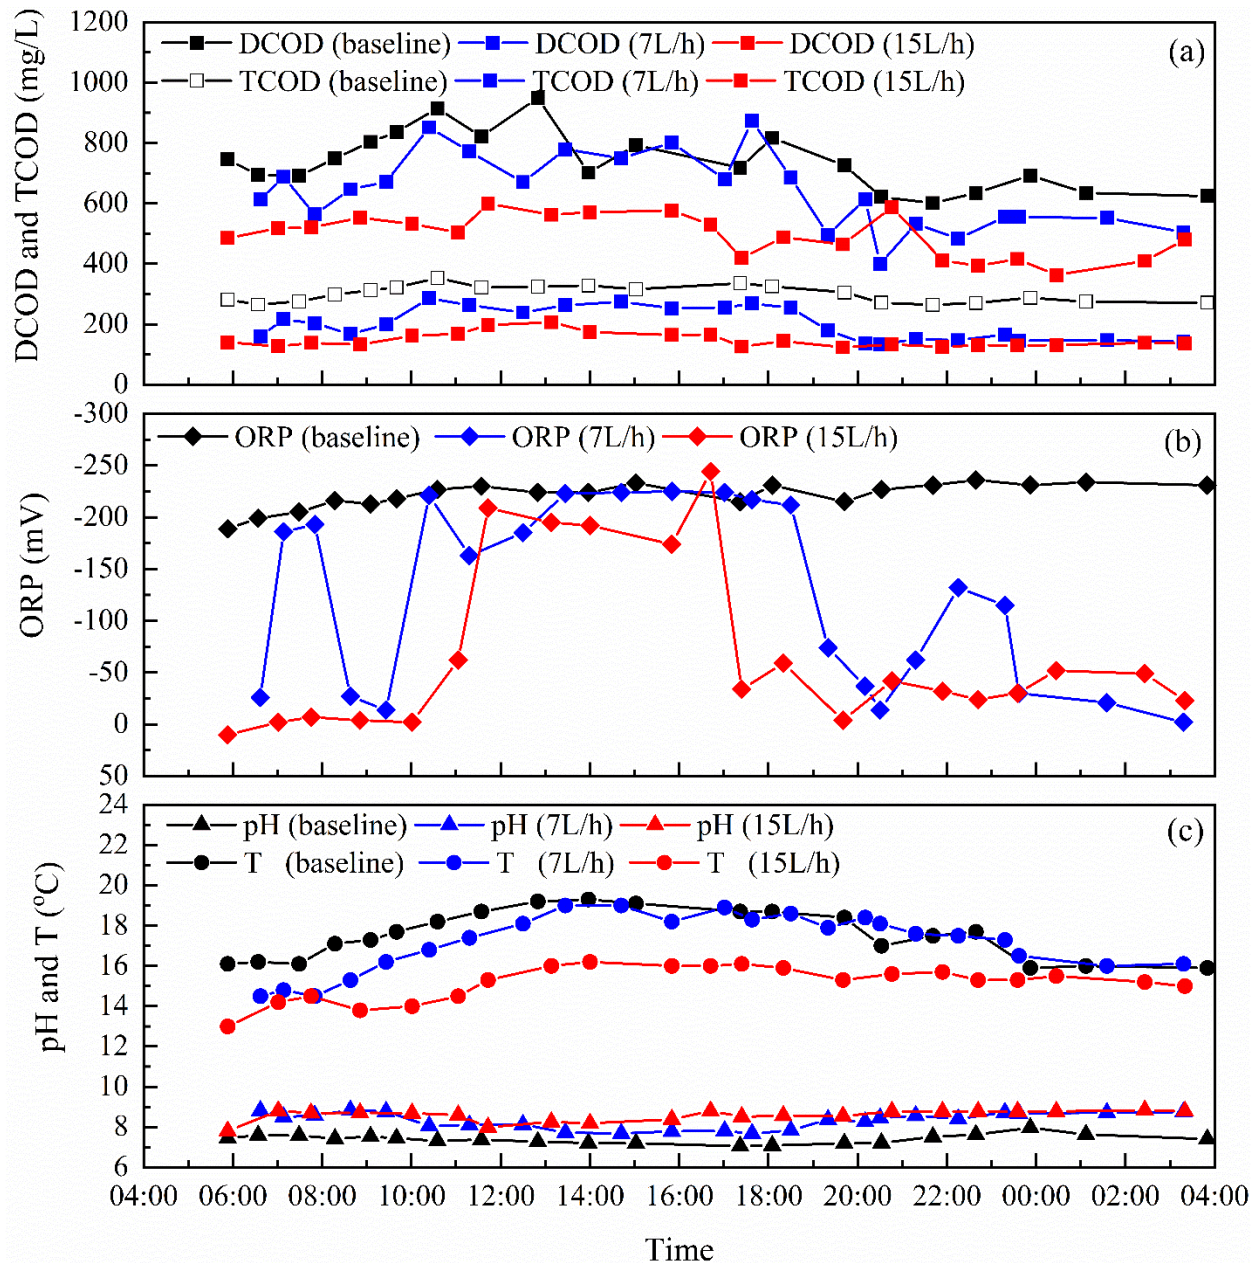 1200
DCOD (baseline) DCOD (7L/h) DCOD (15L/h) (a)
TCOD (baseline) TCOD (7L/h) TCOD (15L/h)
1000
800
600
400
200
0
DCOD and TCOD (mg/L)
-300
ORP (baseline) ORP (7L/h) ORP (15L/h) (b)
-250
-200
-150
-100
-50
0
50
ORP (mV)
24
pH (baseline) pH (7L/h) pH (15L/h) (c)
22
T (baseline) T (7L/h) T (15L/h)
20
18
16
14
12
10
8
6
pH and T (°C)
04:00 06:00 08:00 10:00 12:00 14:00 16:00 18:00 20:00 22:00 00:00 02:00 04:00
Time